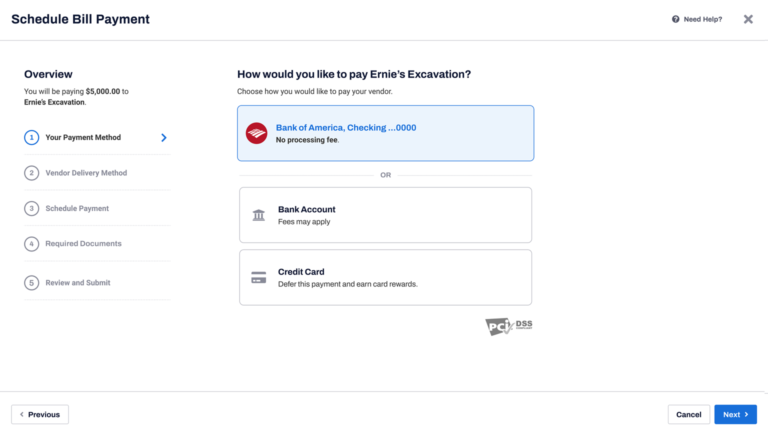 Schedule Bill Payment
Need Help?
Overview
You will be paying $5,000.00 to
Ernie's Excavation.
1 Your Payment Method
2 Vendor Delivery Method
3 Schedule Payment
4 Required Documents
5 Review and Submit
How would you like to pay Ernie's Excavation?
Choose how you would like to pay your vendor.
Bank of America, Checking ...0000
No processing fee.
OR
Bank Account
Fees may apply
Credit Card
Defer this payment and earn card rewards.
PCI DSS
Previous
Cancel
Next